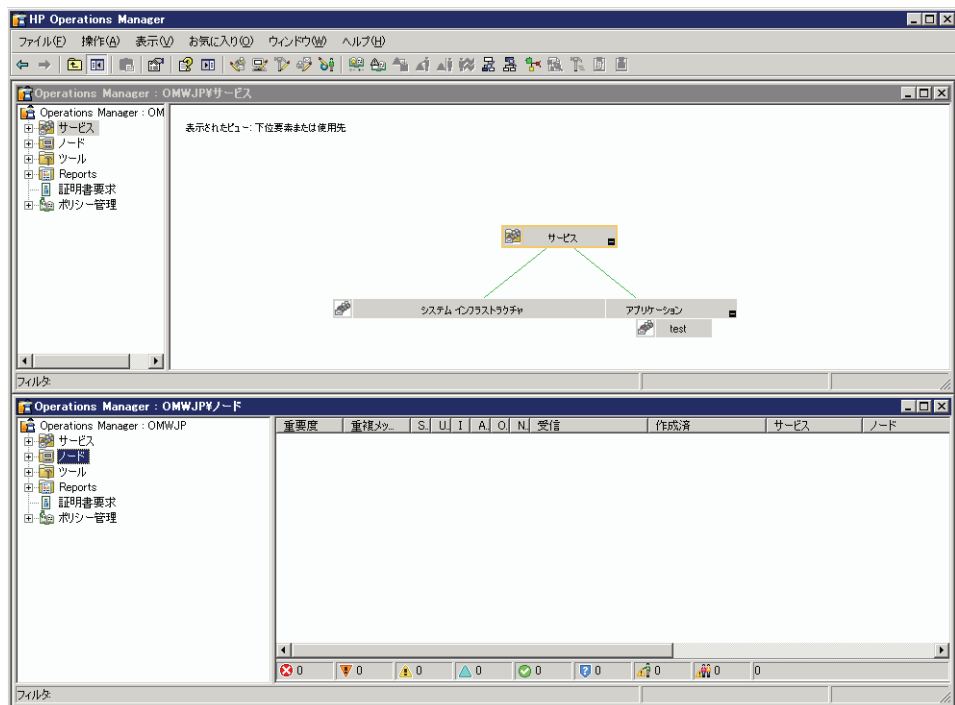 HP Operations Manager
ファイル(F) 操作(A) 表示(V) お気に入り(O) ウィンドウ(W) ヘルプ(H)
Operations Manager : OMWJP¥サービス
Operations Manager : OM
サービス
ノード
ツール
Reports
証明書要求
ポリシー管理
表示されたビュー: 下位要素または使用先
サービス
システム インフラストラクチャ
アプリケーション
test
フィルタ:
Operations Manager : OMWJP¥ノード
Operations Manager : OMWJP
サービス
ノード
ツール
Reports
証明書要求
ポリシー管理
重要度 重複メッ... S. U. I A. O. N. 受信 作成済 サービス ノード
0 0 0 0 0 0 0 0 0
フィルタ: